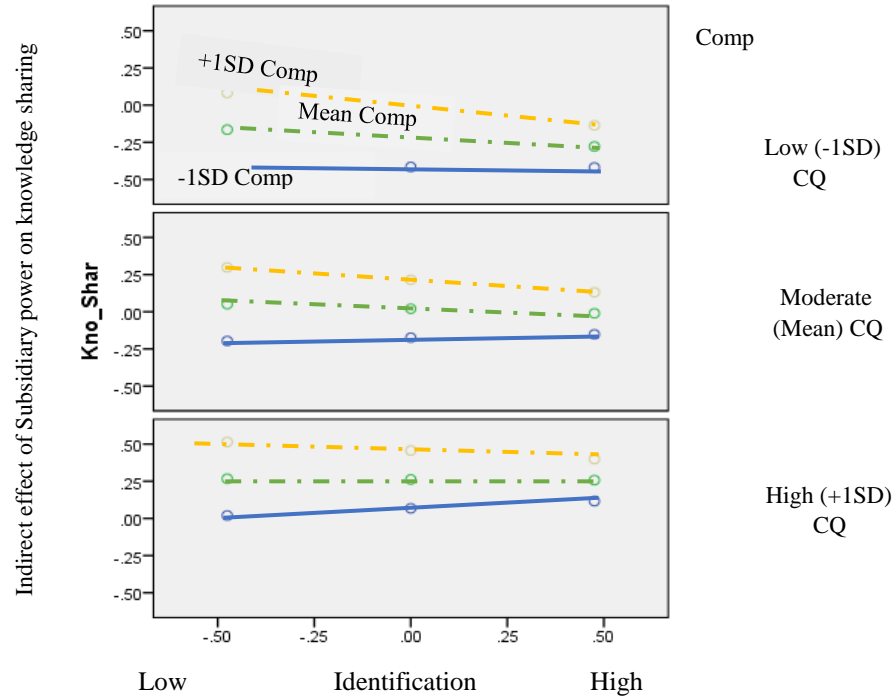 Indirect effect of Subsidiary power on knowledge sharing
Kno_Shar
.50
.25
.00
-.25
-.50
+1SD Comp
Mean Comp
-1SD Comp
Comp
Low (-1SD)
CQ
.50
.25
.00
-.25
-.50
Moderate
(Mean) CQ
.50
.25
.00
-.25
-.50
High (+1SD)
CQ
-.50
-.25
.00
.25
.50
Low
Identification
High